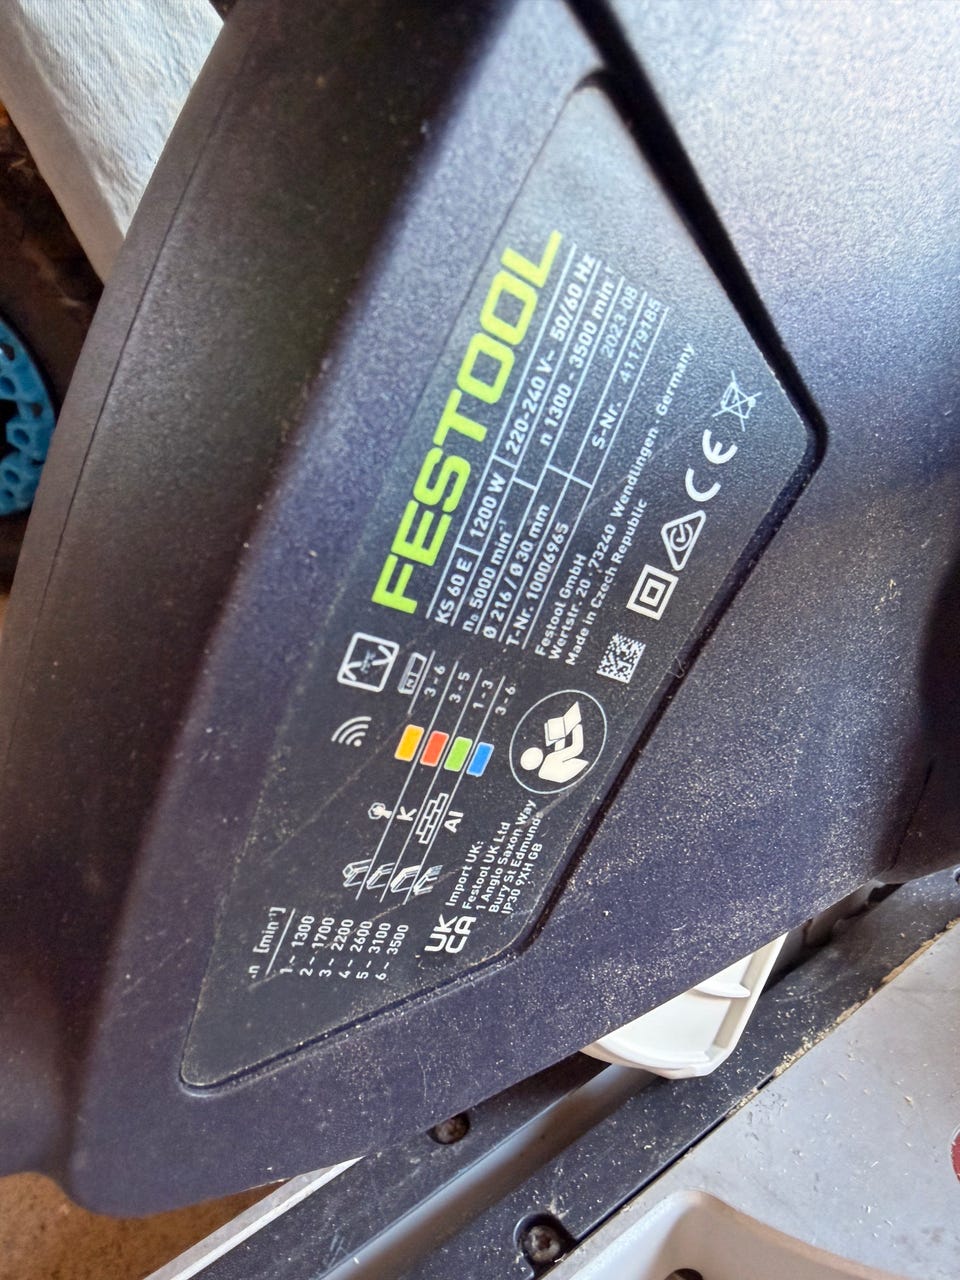 FESTOOL
KS 60 E 1200 W 220-240 V~ 50/60 Hz
n₀ 5000 min⁻¹ n 1300 - 3500 min⁻¹
Ø 216 / Ø 30 mm 2023-08
T-Nr. 10006965 S-Nr. 41179185
Festool GmbH
Wertstr. 20 · 73240 Wendlingen · Germany
Made in Czech Republic
CE
3 - 6
K 3 - 5
1 - 3
Al 3 - 6
n [min⁻¹]
1 ~ 1300
2 ~ 1700
3 ~ 2200
4 ~ 2600
5 ~ 3100
6 ~ 3500
UK
CA
Import UK:
Festool UK Ltd
1 Anglo Saxon Way
Bury St Edmunds
IP30 9XH GB